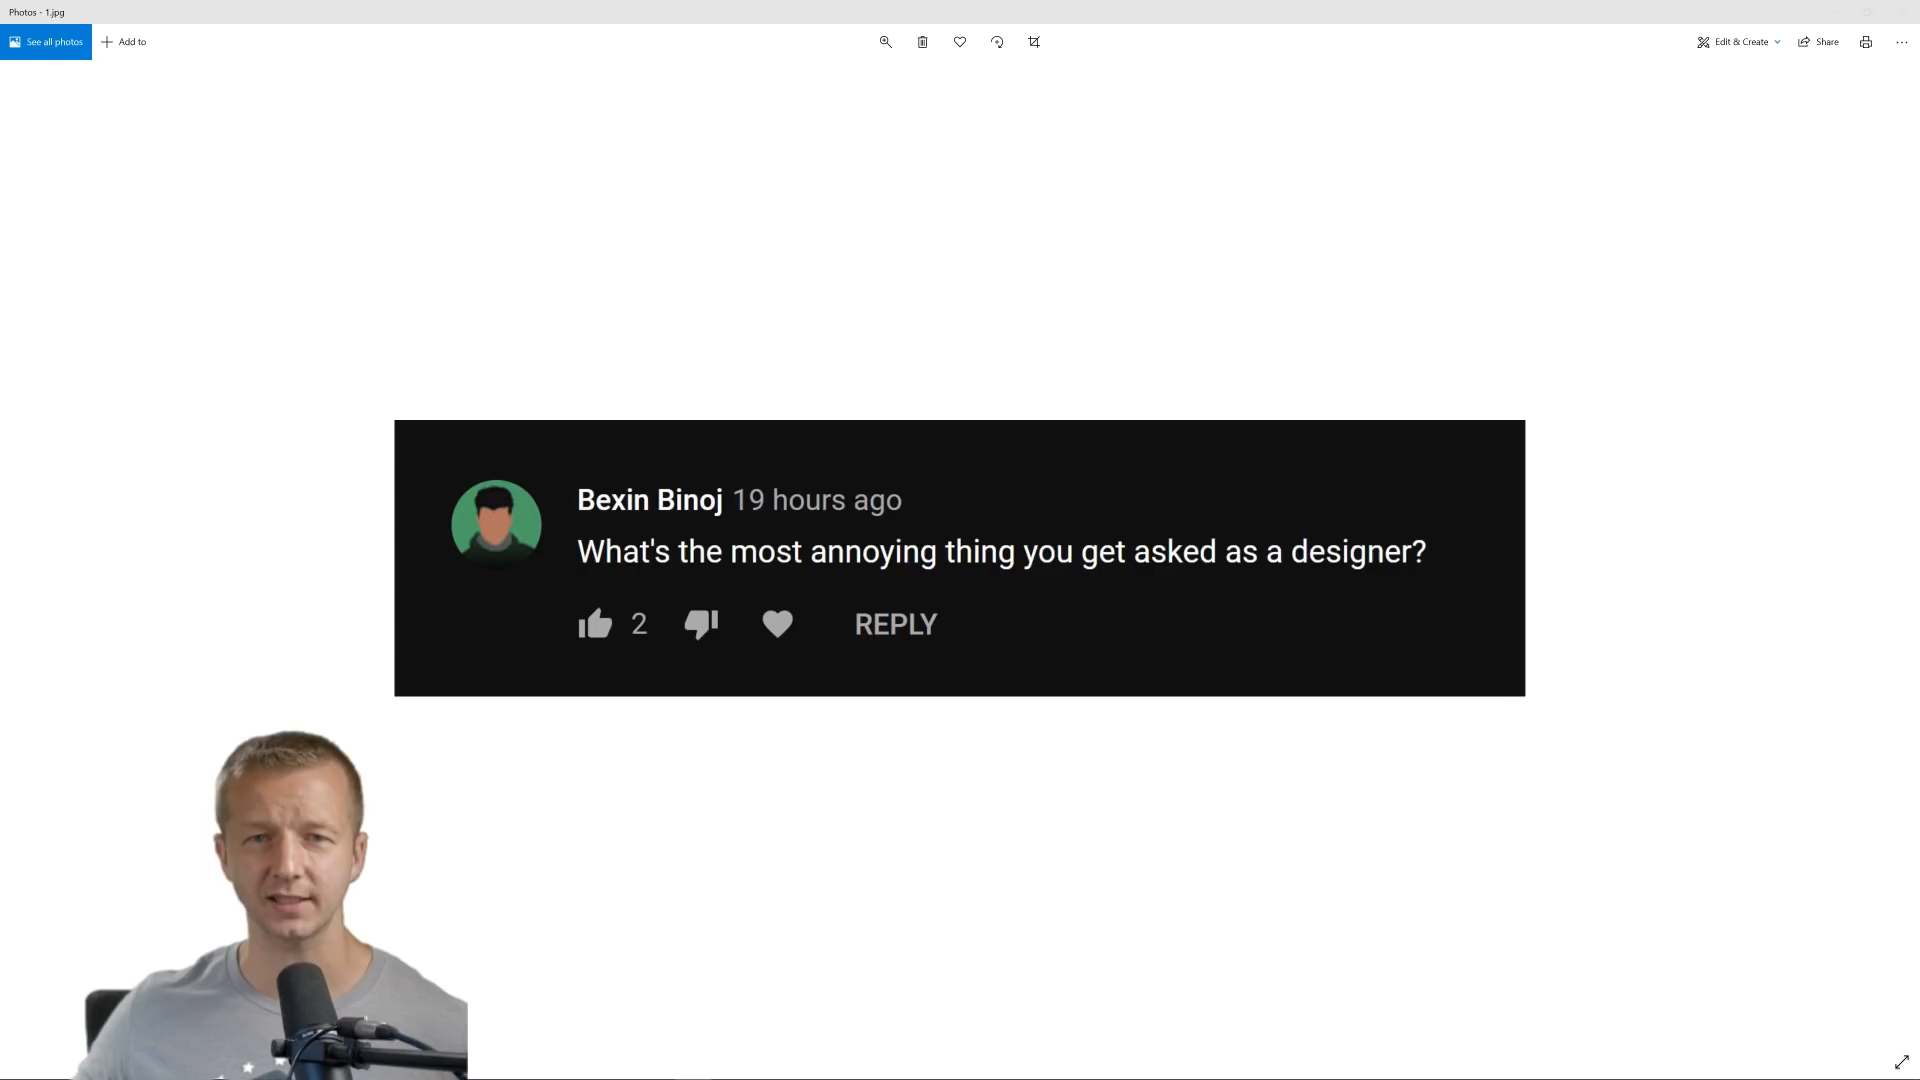 Photos - 1.jpg
See all photos
Add to
Edit & Create
Share
Bexin Binoj 19 hours ago
What's the most annoying thing you get asked as a designer?
2
REPLY